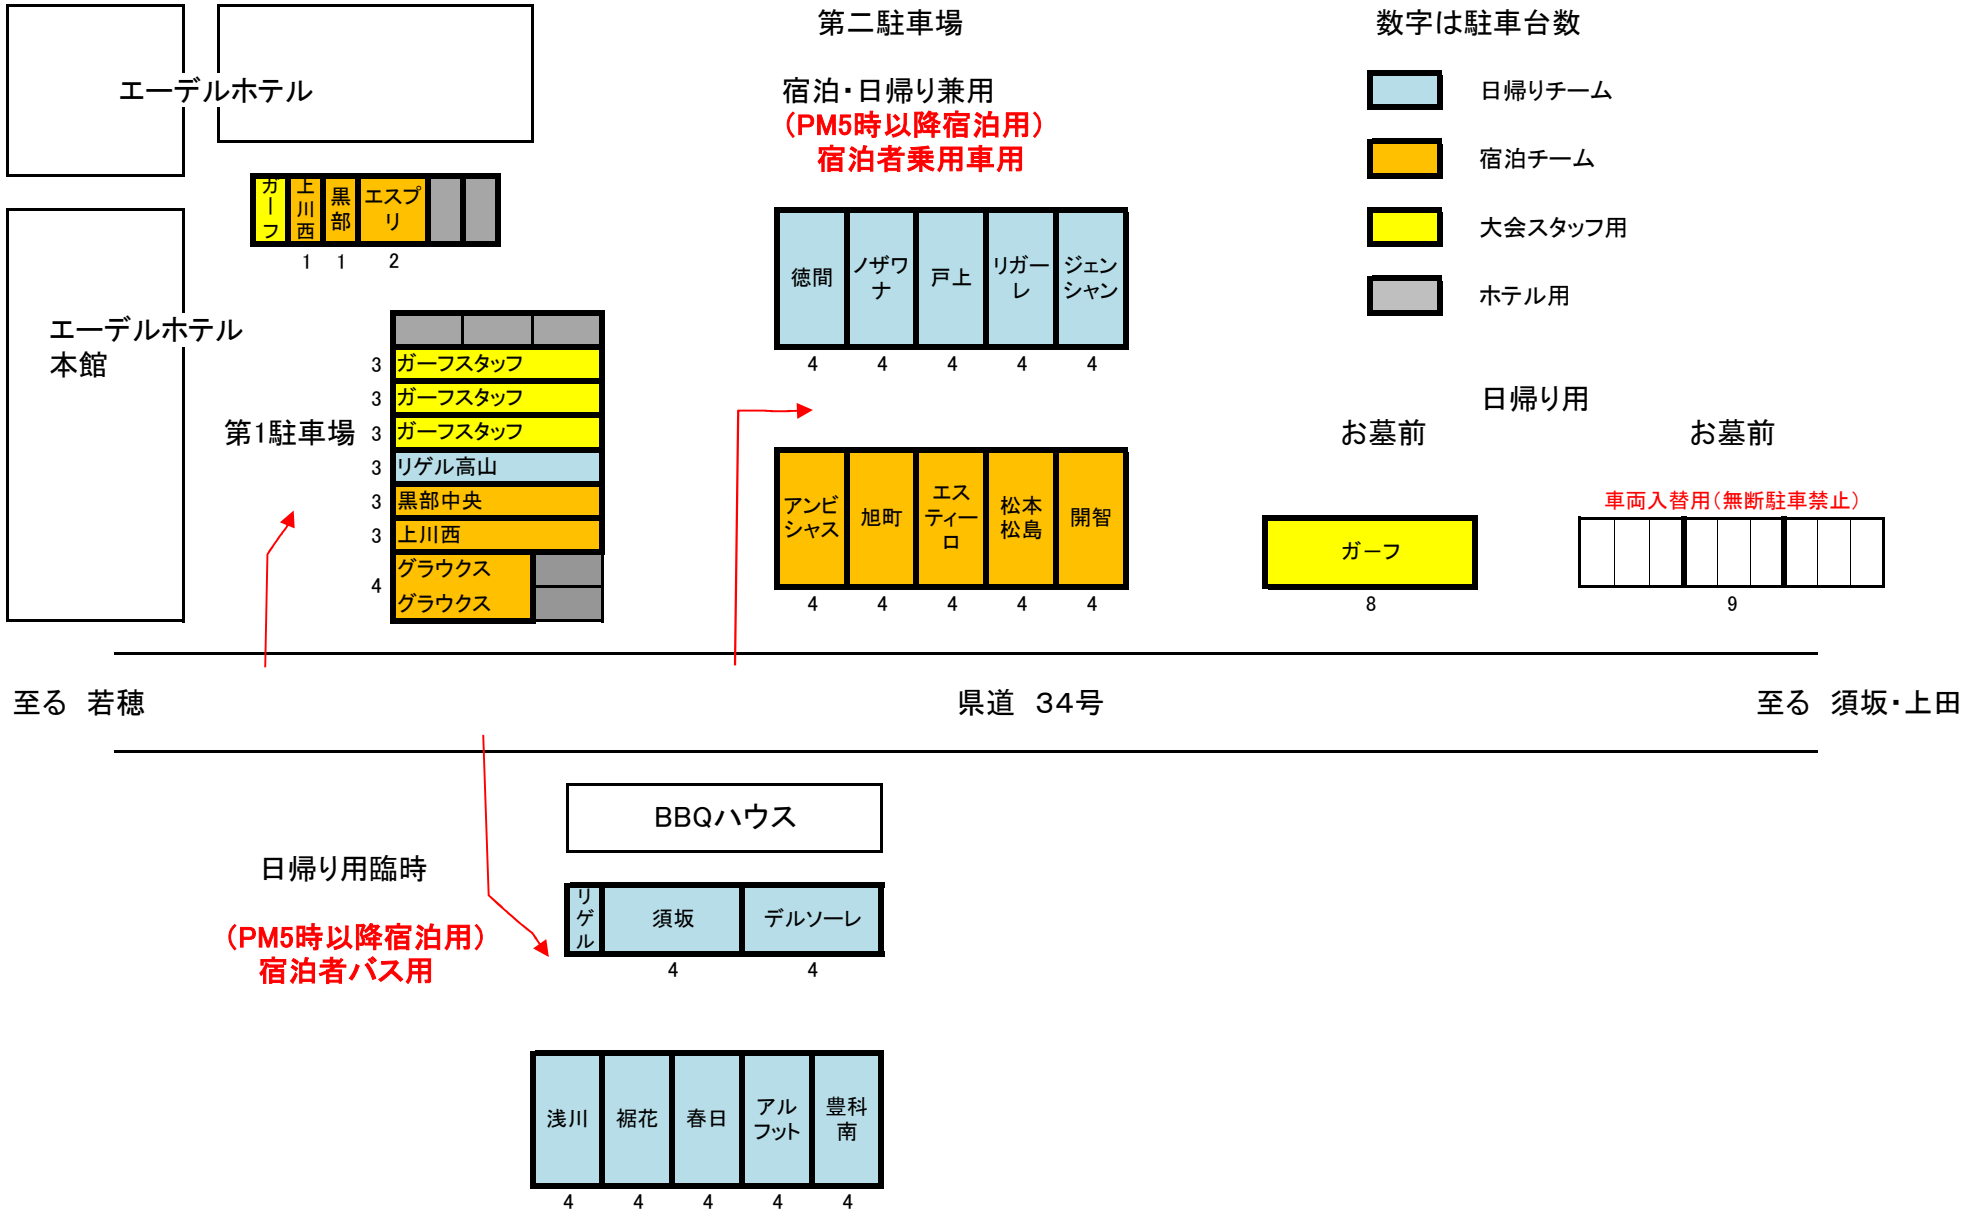 第二駐車場
数字は駐車台数
エーデルホテル
宿泊・日帰り兼用
（PM5時以降宿泊用）
宿泊者乗用車用
日帰りチーム
宿泊チーム
大会スタッフ用
ホテル用
ガーフ
上川西
黒部
エスプ
リ
1
1
2
徳間
ノザワ
ナ
戸上
リガー
レ
ジェン
シャン
4
4
4
4
4
エーデルホテル
本館
第1駐車場
3
ガーフスタッフ
3
ガーフスタッフ
3
ガーフスタッフ
3
リゲル高山
3
黒部中央
3
上川西
4
グラウクス
グラウクス
アンビ
シャス
旭町
エス
ティー
ロ
松本
松島
開智
4
4
4
4
4
日帰り用
お墓前
お墓前
車両入替用（無断駐車禁止）
ガーフ
8
9
至る　若穂
県道　34号
至る　須坂・上田
BBQハウス
日帰り用臨時
（PM5時以降宿泊用）
宿泊者バス用
リゲル
須坂
デルソーレ
4
4
浅川
裾花
春日
アル
フット
豊科
南
4
4
4
4
4